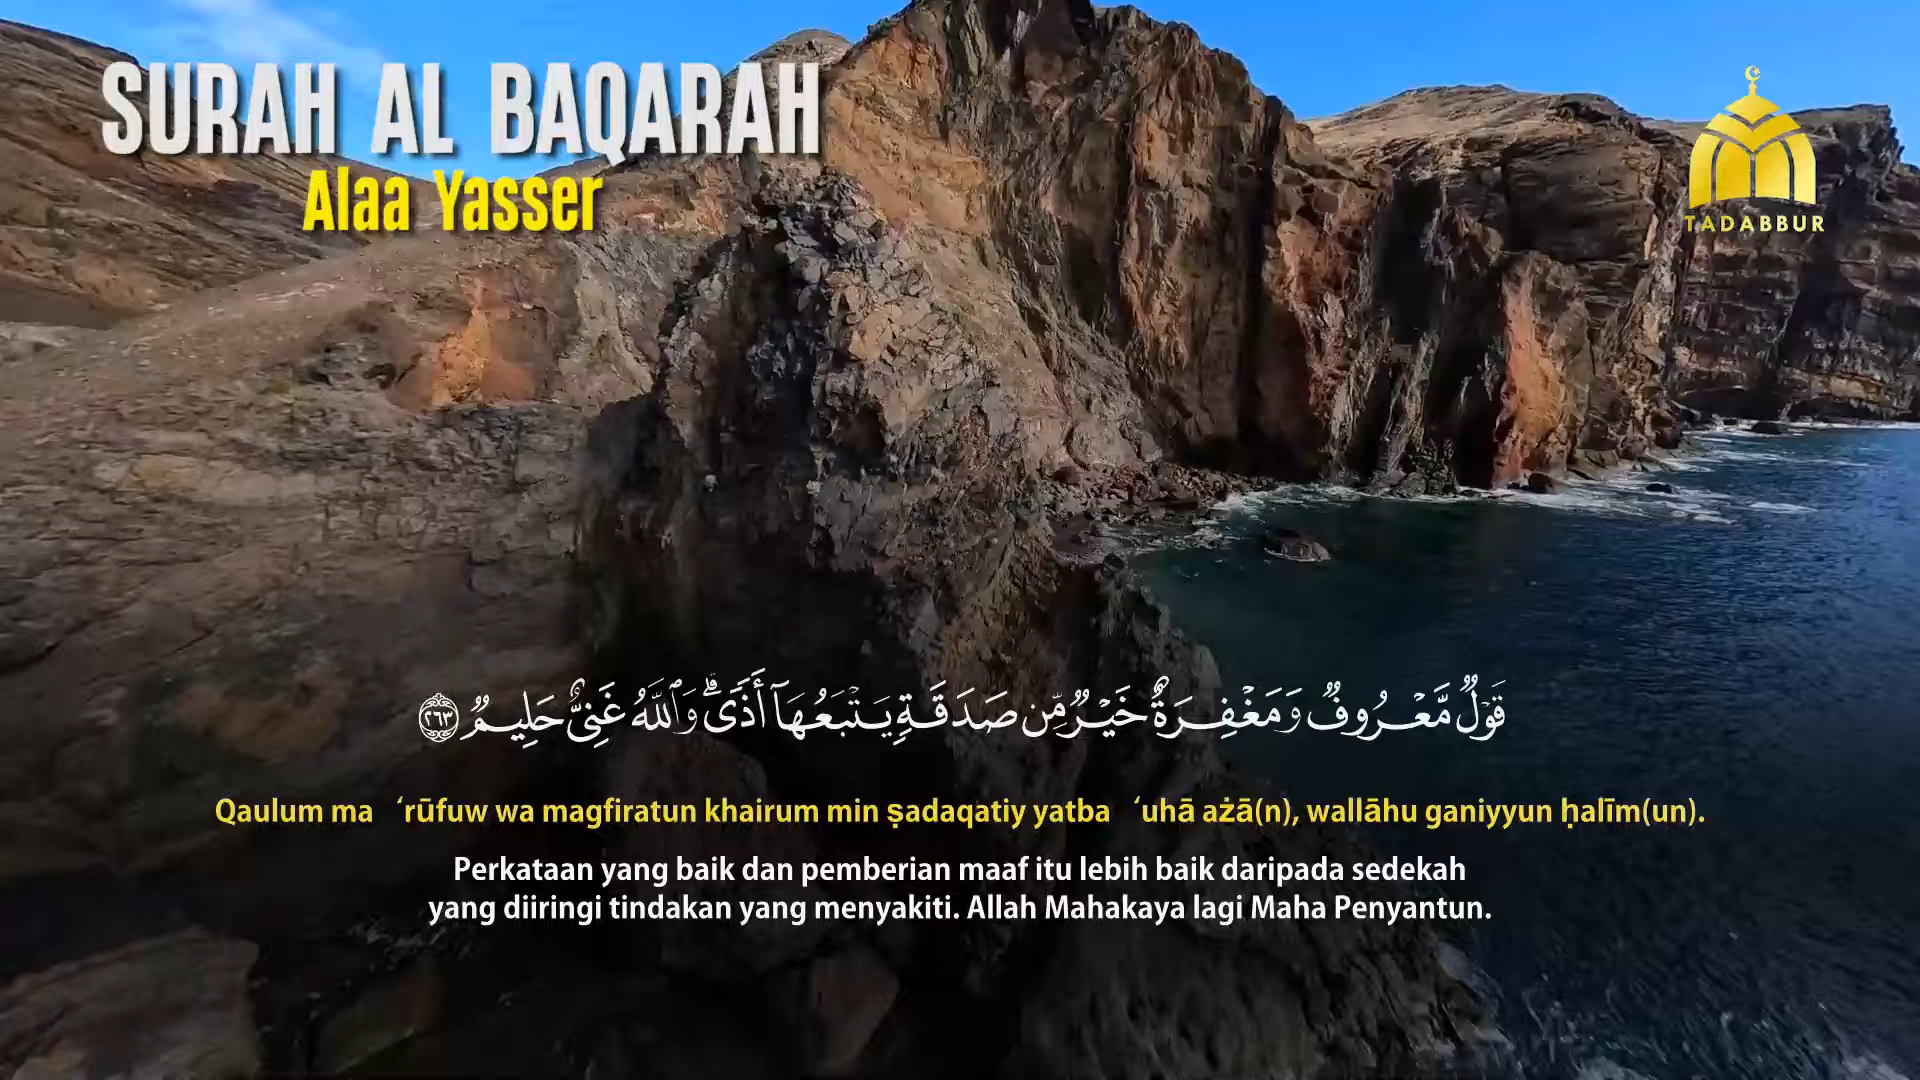 SURAH AL BAQARAH
Alaa Yasser
TADABBUR
قَوْلٌ مَّعْرُوفٌ وَمَغْفِرَةٌ خَيْرٌ مِّن صَدَقَةٍ يَتْبَعُهَآ أَذًى ۗ وَٱللَّهُ غَنِىٌّ حَلِيمٌ ٢٦٣
Qaulum ma ‘rūfuw wa magfiratun khairum min ṣadaqatiy yatba ‘uhā ażā(n), wallāhu ganiyyun ḥalīm(un).
Perkataan yang baik dan pemberian maaf itu lebih baik daripada sedekah
yang diiringi tindakan yang menyakiti. Allah Mahakaya lagi Maha Penyantun.